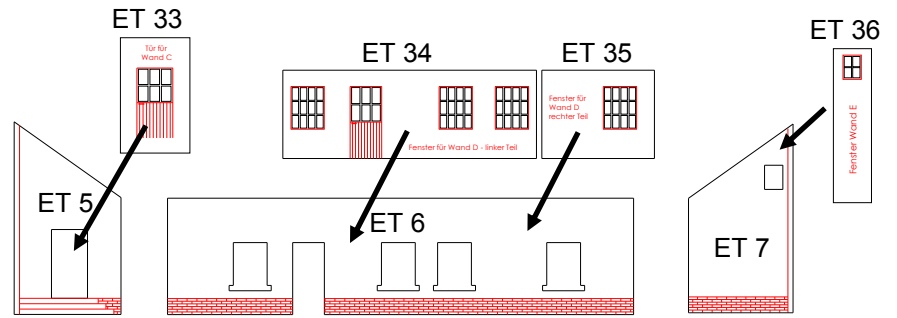 ET 33
Tür für
Wand C
ET 34
ET 35
ET 36
Fenster für
Wand D
rechter Teil
Fenster für Wand D - linker Teil
Fenster Wand E
ET 5
ET 6
ET 7